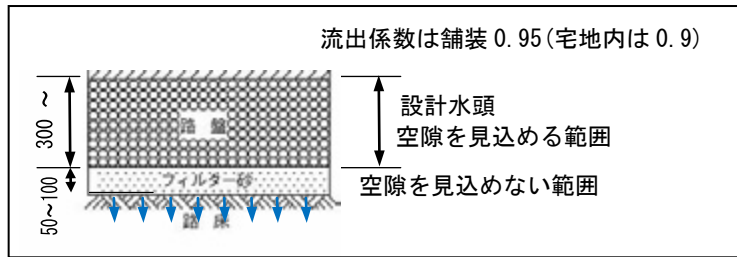 流出係数は舗装 0.95(宅地内は 0.9)
300 ~
設計水頭
空隙を見込める範囲
路 盤
50~100
フィルター砂
空隙を見込めない範囲
路 床